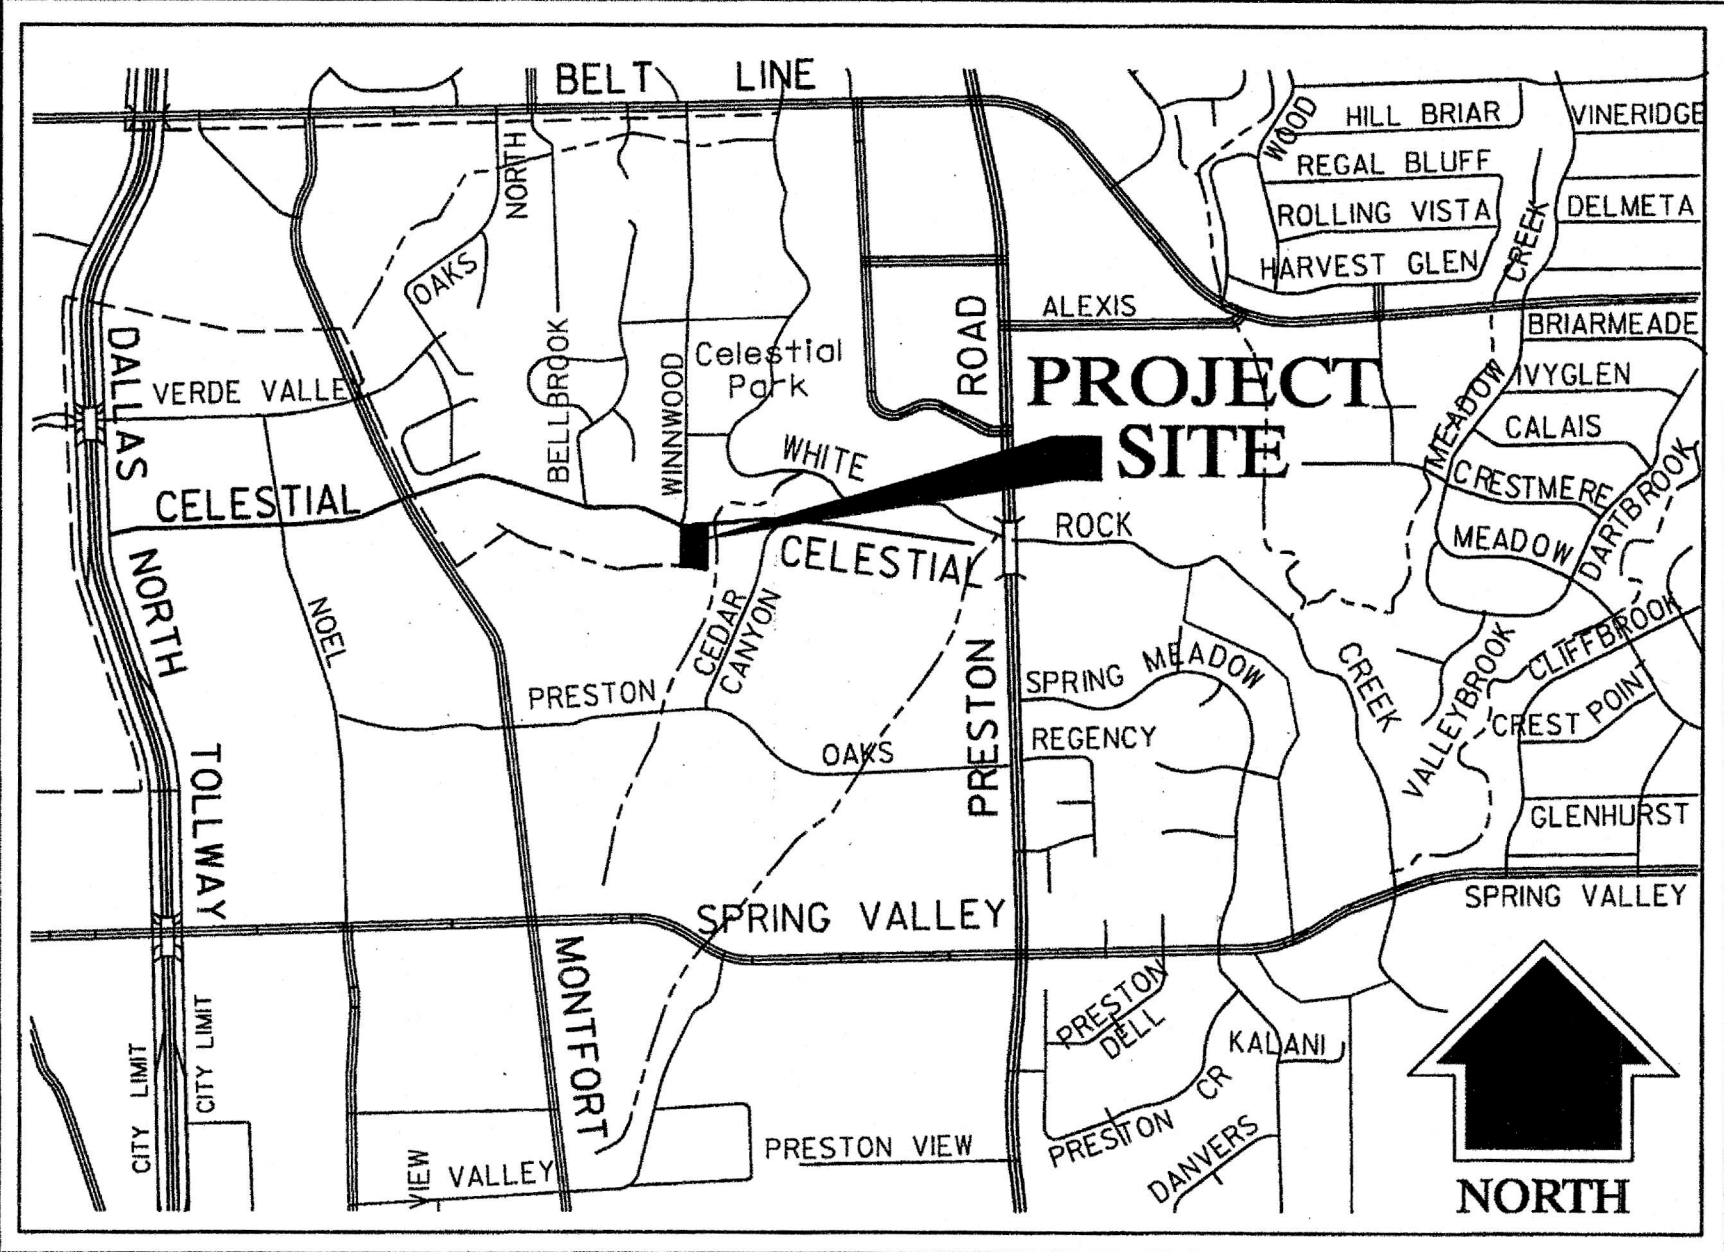 BELT LINE
WOOD
HILL BRIAR
VINERIDGE
REGAL BLUFF
NORTH
ROLLING VISTA
DELMETA
CREEK
HARVEST GLEN
OAKS
ALEXIS
ROAD
BRIARMEADE
DALLAS
BELLBROOK
WINNWOOD
Celestial
Park
PROJECT
SITE
VERDE VALLE
MEADOW
IVYGLEN
CALAIS
WHITE
CRESTMERE
DARTBROOK
CELESTIAL
ROCK
MEADOW
CELESTIAL
NORTH
NOEL
CEDAR
CANYON
CLIFFBROOK
PRESTON
SPRING MEADOW
CREEK
VALLEYBROOK
CREST POINT
PRESTON
OAKS
REGENCY
TOLLWAY
GLENHURST
SPRING VALLEY
SPRING VALLEY
MONTFORT
PRESTON
DELL
KALANI
CITY LIMIT
CITY LIMIT
CR
PRESTON
PRESTON VIEW
DANVERS
VIEW
VALLEY
NORTH